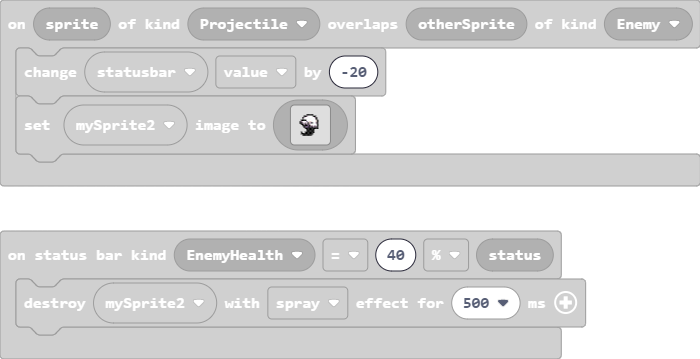 on sprite of kind Projectile overlaps otherSprite of kind Enemy
change statusbar value by -20
set mySprite2 image to
on status bar kind EnemyHealth = 40 % status
destroy mySprite2 with spray effect for 500 ms